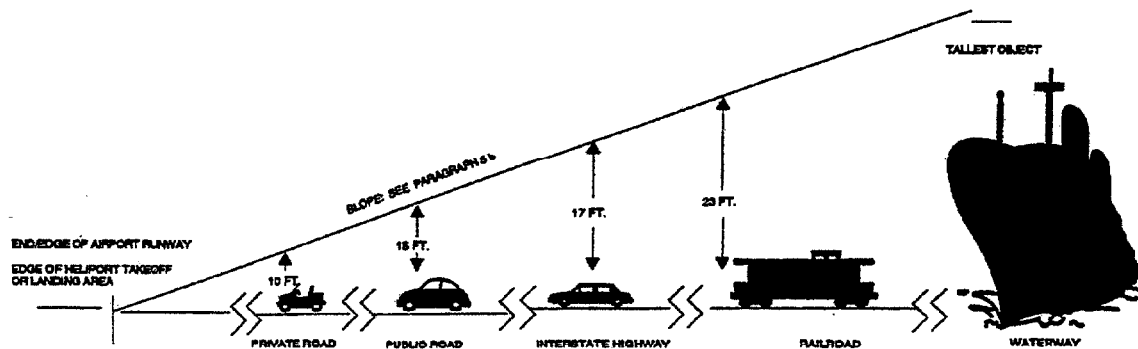 TALLEST OBJECT
SLOPE: SEE PARAGRAPH 5 b
23 FT.
17 FT.
15 FT.
10 FT.
END/EDGE OF AIRPORT RUNWAY
EDGE OF HELIPORT TAKEOFF
OR LANDING AREA
PRIVATE ROAD
PUBLIC ROAD
INTERSTATE HIGHWAY
RAILROAD
WATERWAY